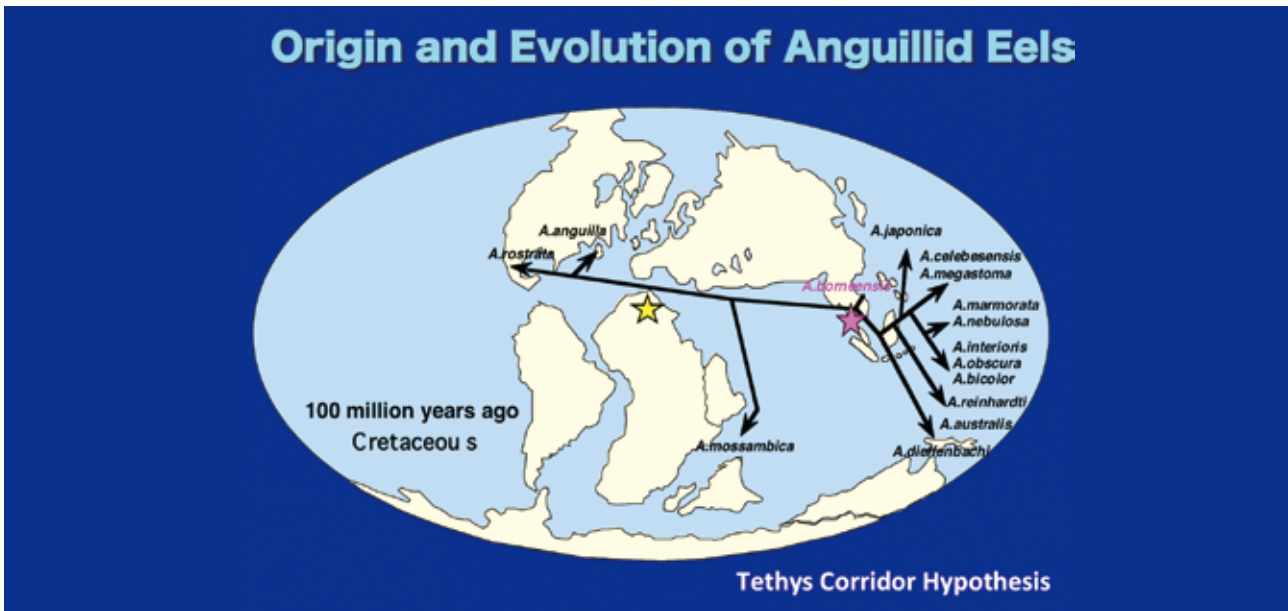 Origin and Evolution of Anguillid Eels
A.anguilla
A.rostrata
A.japonica
A.celebesensis
A.megastoma
A.borneensis
A.marmorata
A.nebulosa
A.interioris
A.obscura
A.bicolor
A.reinhardti
A.australis
A.dieffenbachi
A.mossambica
100 million years ago
Cretaceou s
Tethys Corridor Hypothesis